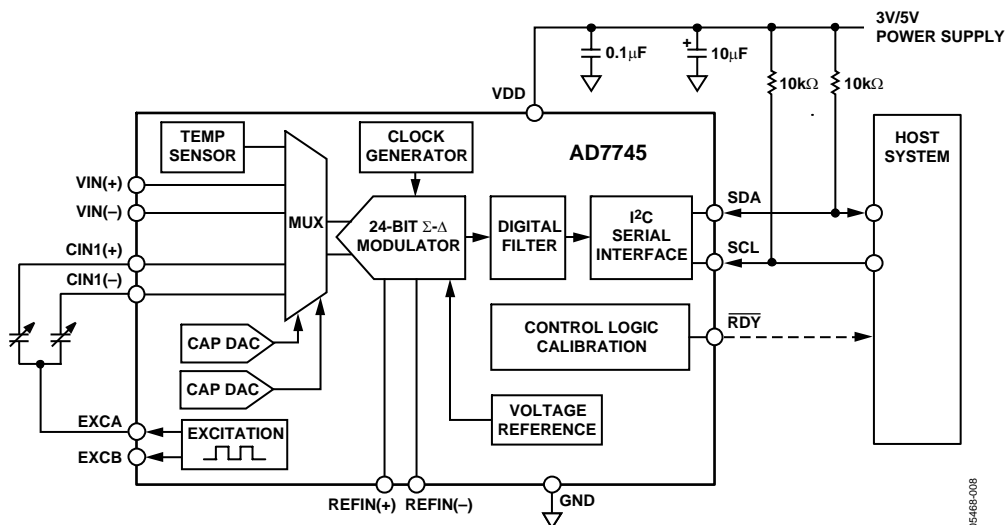 3V/5V
POWER SUPPLY
0.1µF
+
10µF
10kΩ
10kΩ
VDD
TEMP
SENSOR
CLOCK
GENERATOR
AD7745
HOST
SYSTEM
VIN(+)
VIN(–)
MUX
24-BIT Σ-Δ
MODULATOR
DIGITAL
FILTER
I²C
SERIAL
INTERFACE
SDA
SCL
CIN1(+)
CIN1(–)
CAP DAC
CAP DAC
CONTROL LOGIC
CALIBRATION
R̅D̅Y̅
VOLTAGE
REFERENCE
EXCA
EXCB
EXCITATION
REFIN(+)
REFIN(–)
GND
05468-008